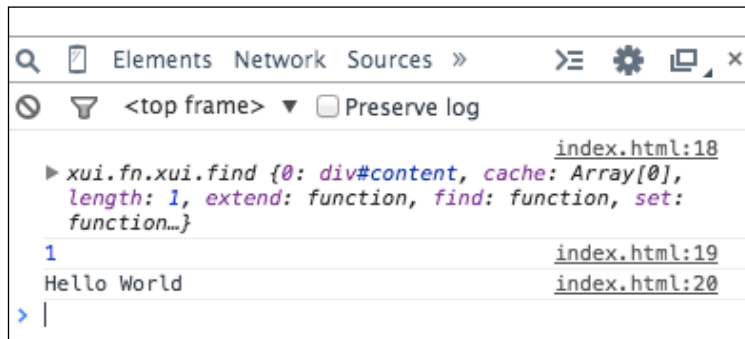 Elements Network Sources »
<top frame> ▼ Preserve log
index.html:18
▶ xui.fn.xui.find {0: div#content, cache: Array[0],
length: 1, extend: function, find: function, set:
function…}
1 index.html:19
Hello World index.html:20
>